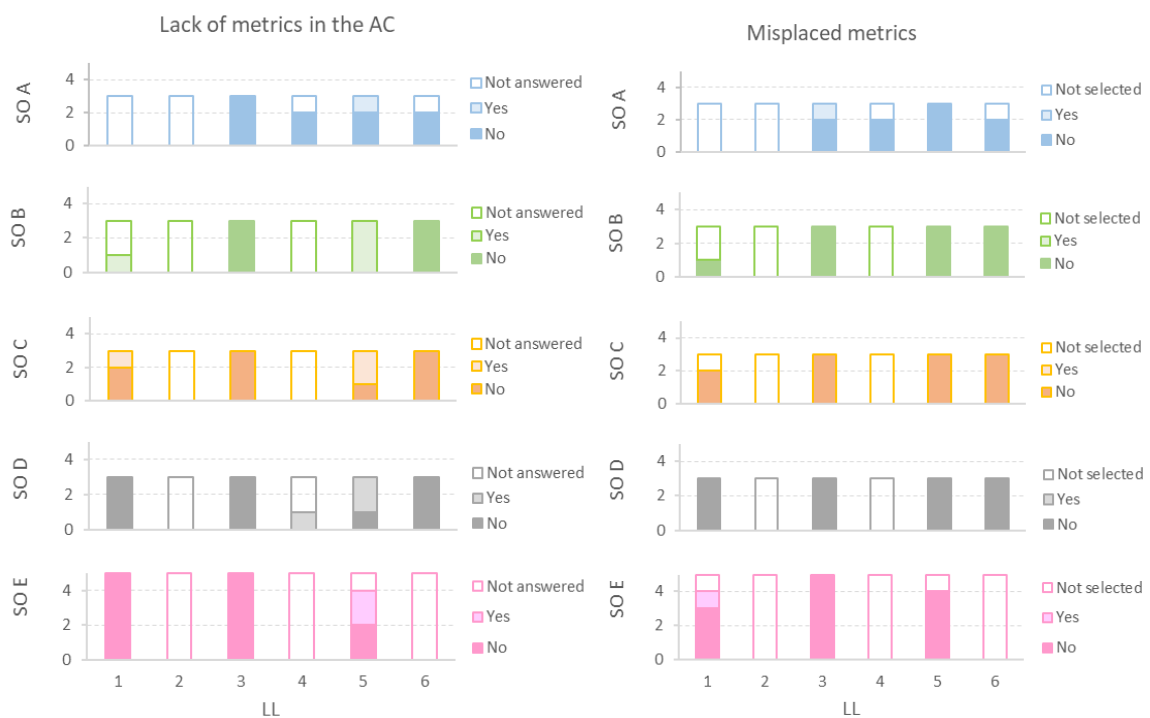 Lack of metrics in the AC
SO A
4
2
0
Not answered
Yes
No
SO B
4
2
0
Not answered
Yes
No
SO C
4
2
0
Not answered
Yes
No
SO D
4
2
0
Not answered
Yes
No
SO E
4
2
0
Not answered
Yes
No
1 2 3 4 5 6
LL
Misplaced metrics
SO A
4
2
0
Not selected
Yes
No
SO B
4
2
0
Not selected
Yes
No
SO C
4
2
0
Not selected
Yes
No
SO D
4
2
0
Not selected
Yes
No
SO E
4
2
0
Not selected
Yes
No
1 2 3 4 5 6
LL